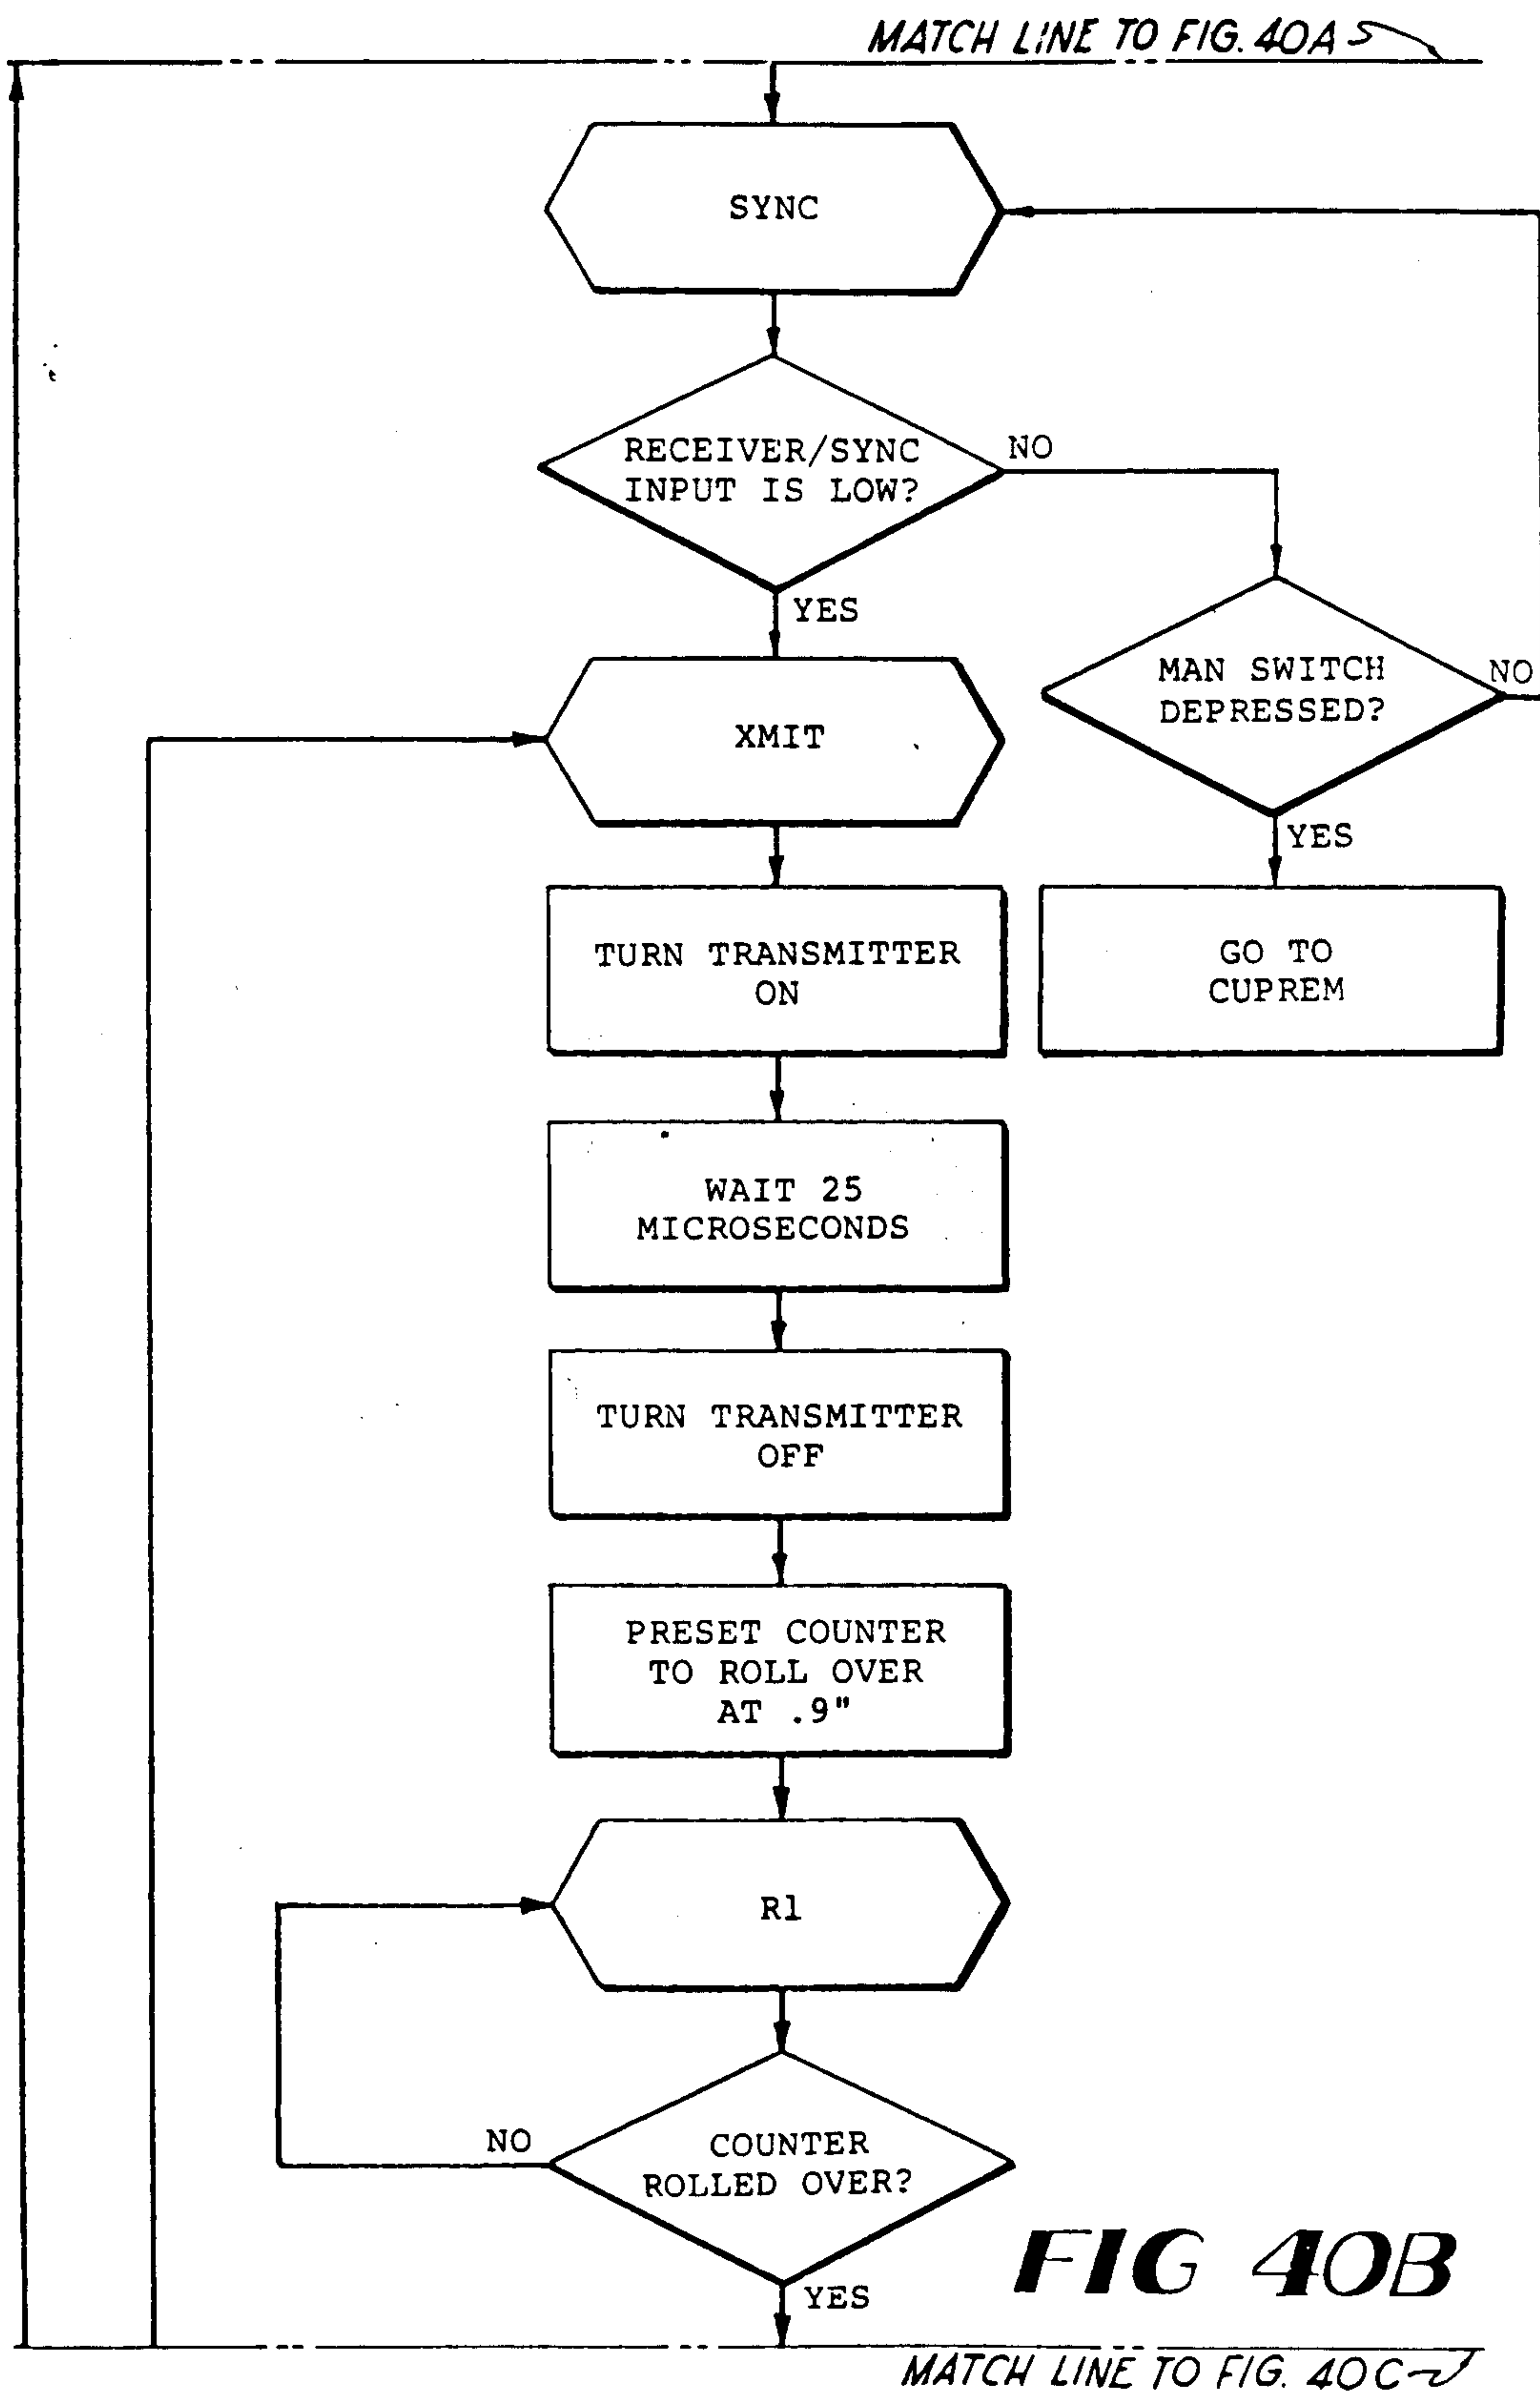 MATCH LINE TO FIG. 40A
SYNC
RECEIVER/SYNC
INPUT IS LOW?
NO
YES
MAN SWITCH
DEPRESSED?
NO
XMIT
YES
TURN TRANSMITTER
ON
GO TO
CUPREM
WAIT 25
MICROSECONDS
TURN TRANSMITTER
OFF
PRESET COUNTER
TO ROLL OVER
AT .9"
R1
COUNTER
ROLLED OVER?
NO
YES
FIG 40B
MATCH LINE TO FIG. 40C